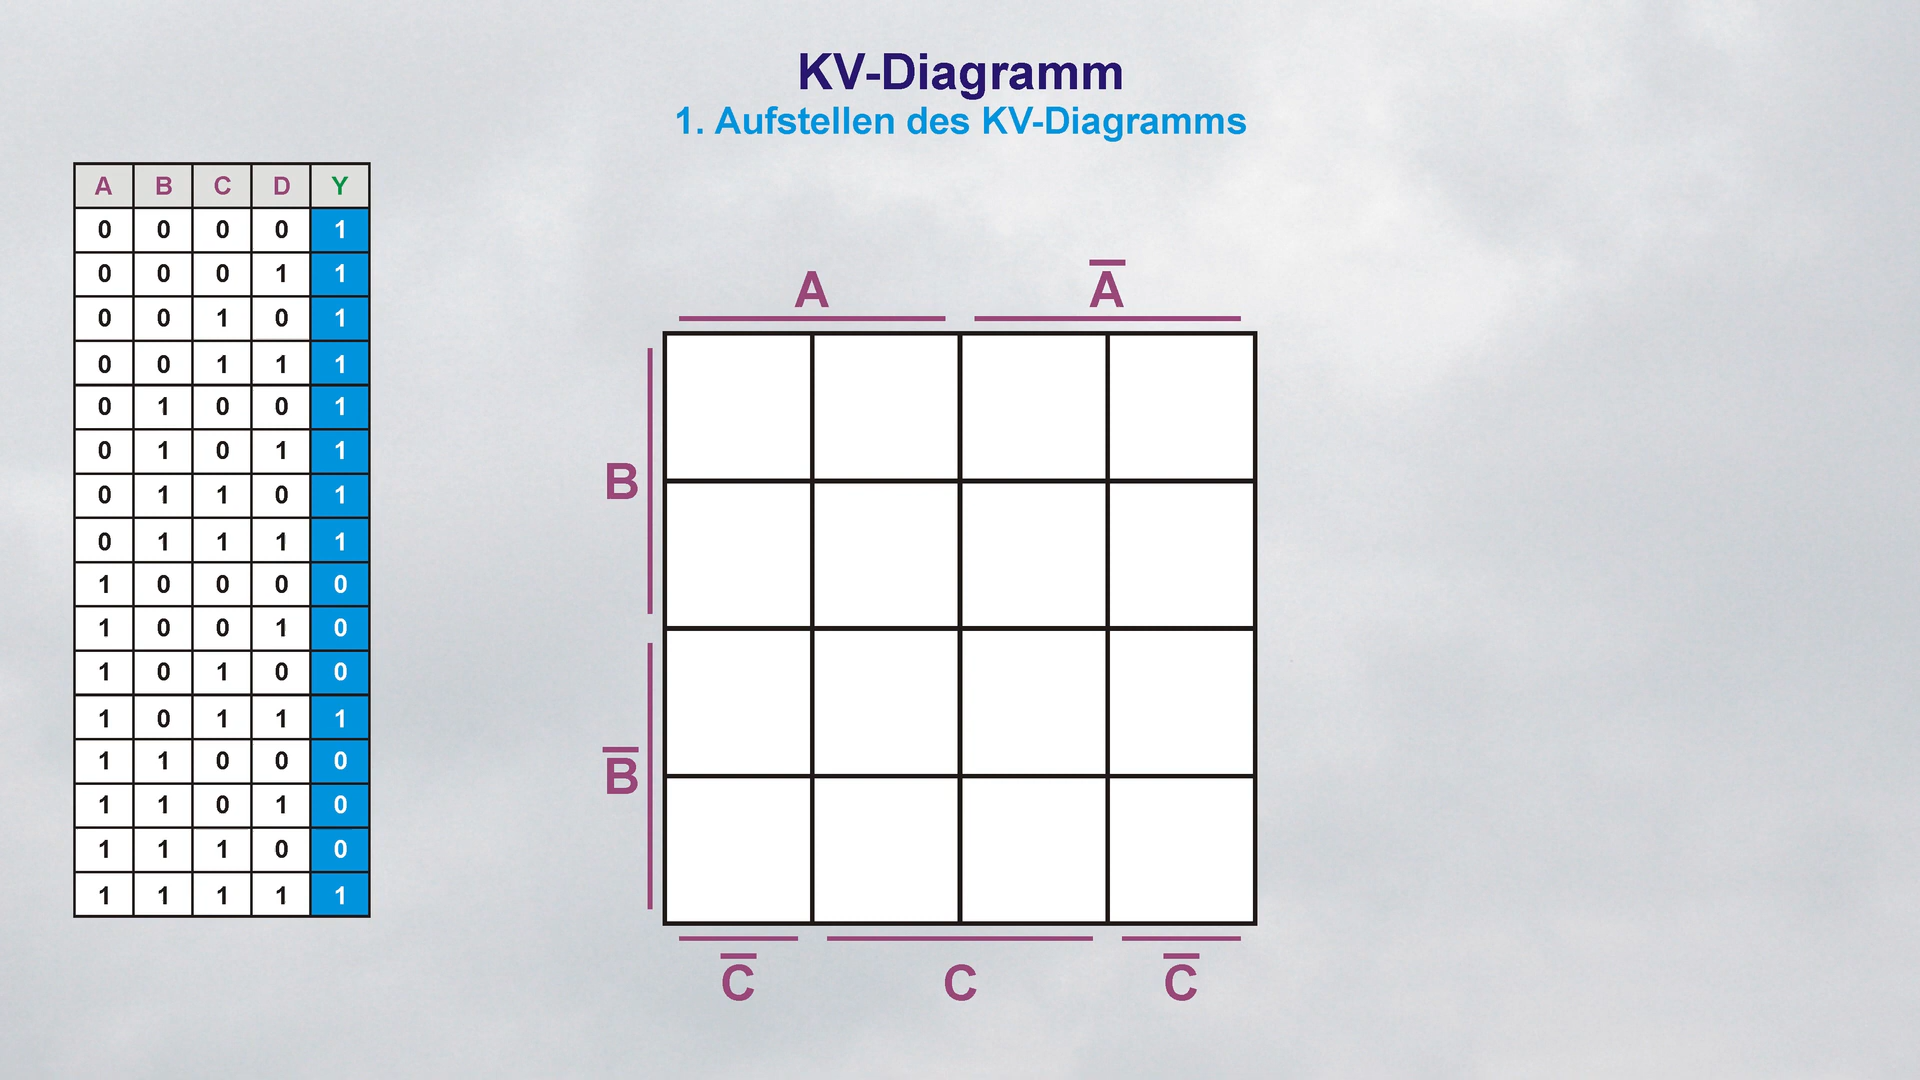 KV-Diagramm
1. Aufstellen des KV-Diagramms
A B C D Y
0 0 0 0 1
0 0 0 1 1
0 0 1 0 1
0 0 1 1 1
0 1 0 0 1
0 1 0 1 1
0 1 1 0 1
0 1 1 1 1
1 0 0 0 0
1 0 0 1 0
1 0 1 0 0
1 0 1 1 1
1 1 0 0 0
1 1 0 1 0
1 1 1 0 0
1 1 1 1 1
A A̅
B
B̅
C̅ C C̅